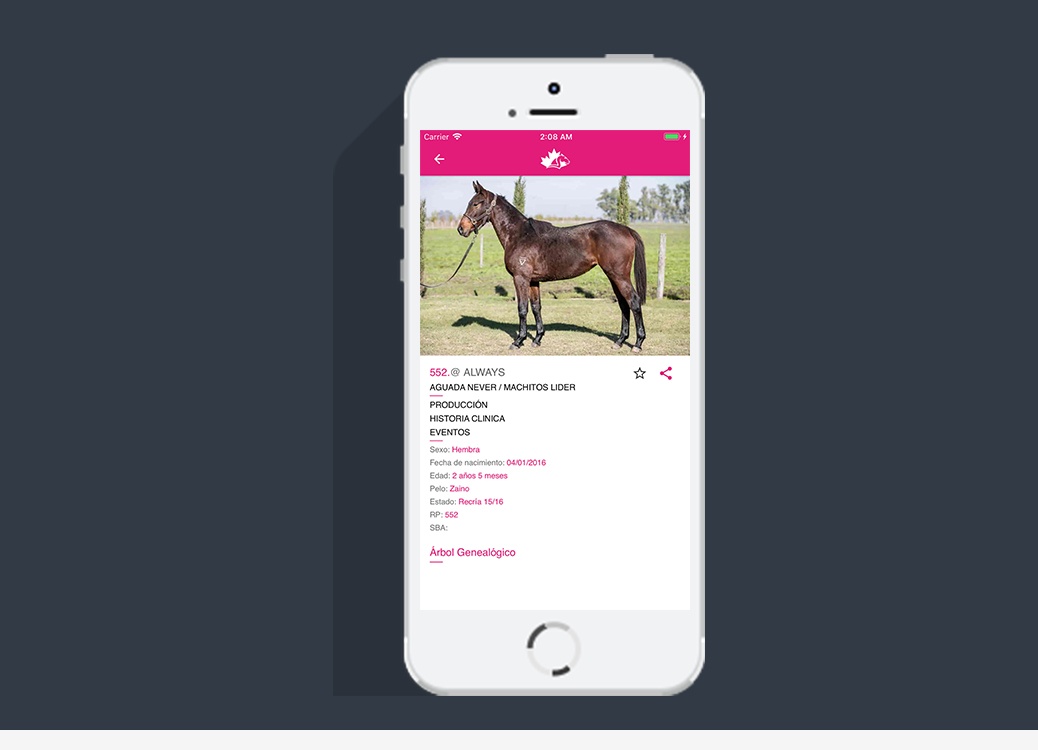 Carrier 2:08 AM
552.@ ALWAYS
AGUADA NEVER / MACHITOS LIDER
PRODUCCIÓN
HISTORIA CLINICA
EVENTOS
Sexo: Hembra
Fecha de nacimiento: 04/01/2016
Edad: 2 años 5 meses
Pelo: Zaino
Estado: Recría 15/16
RP: 552
SBA:
Árbol Genealógico